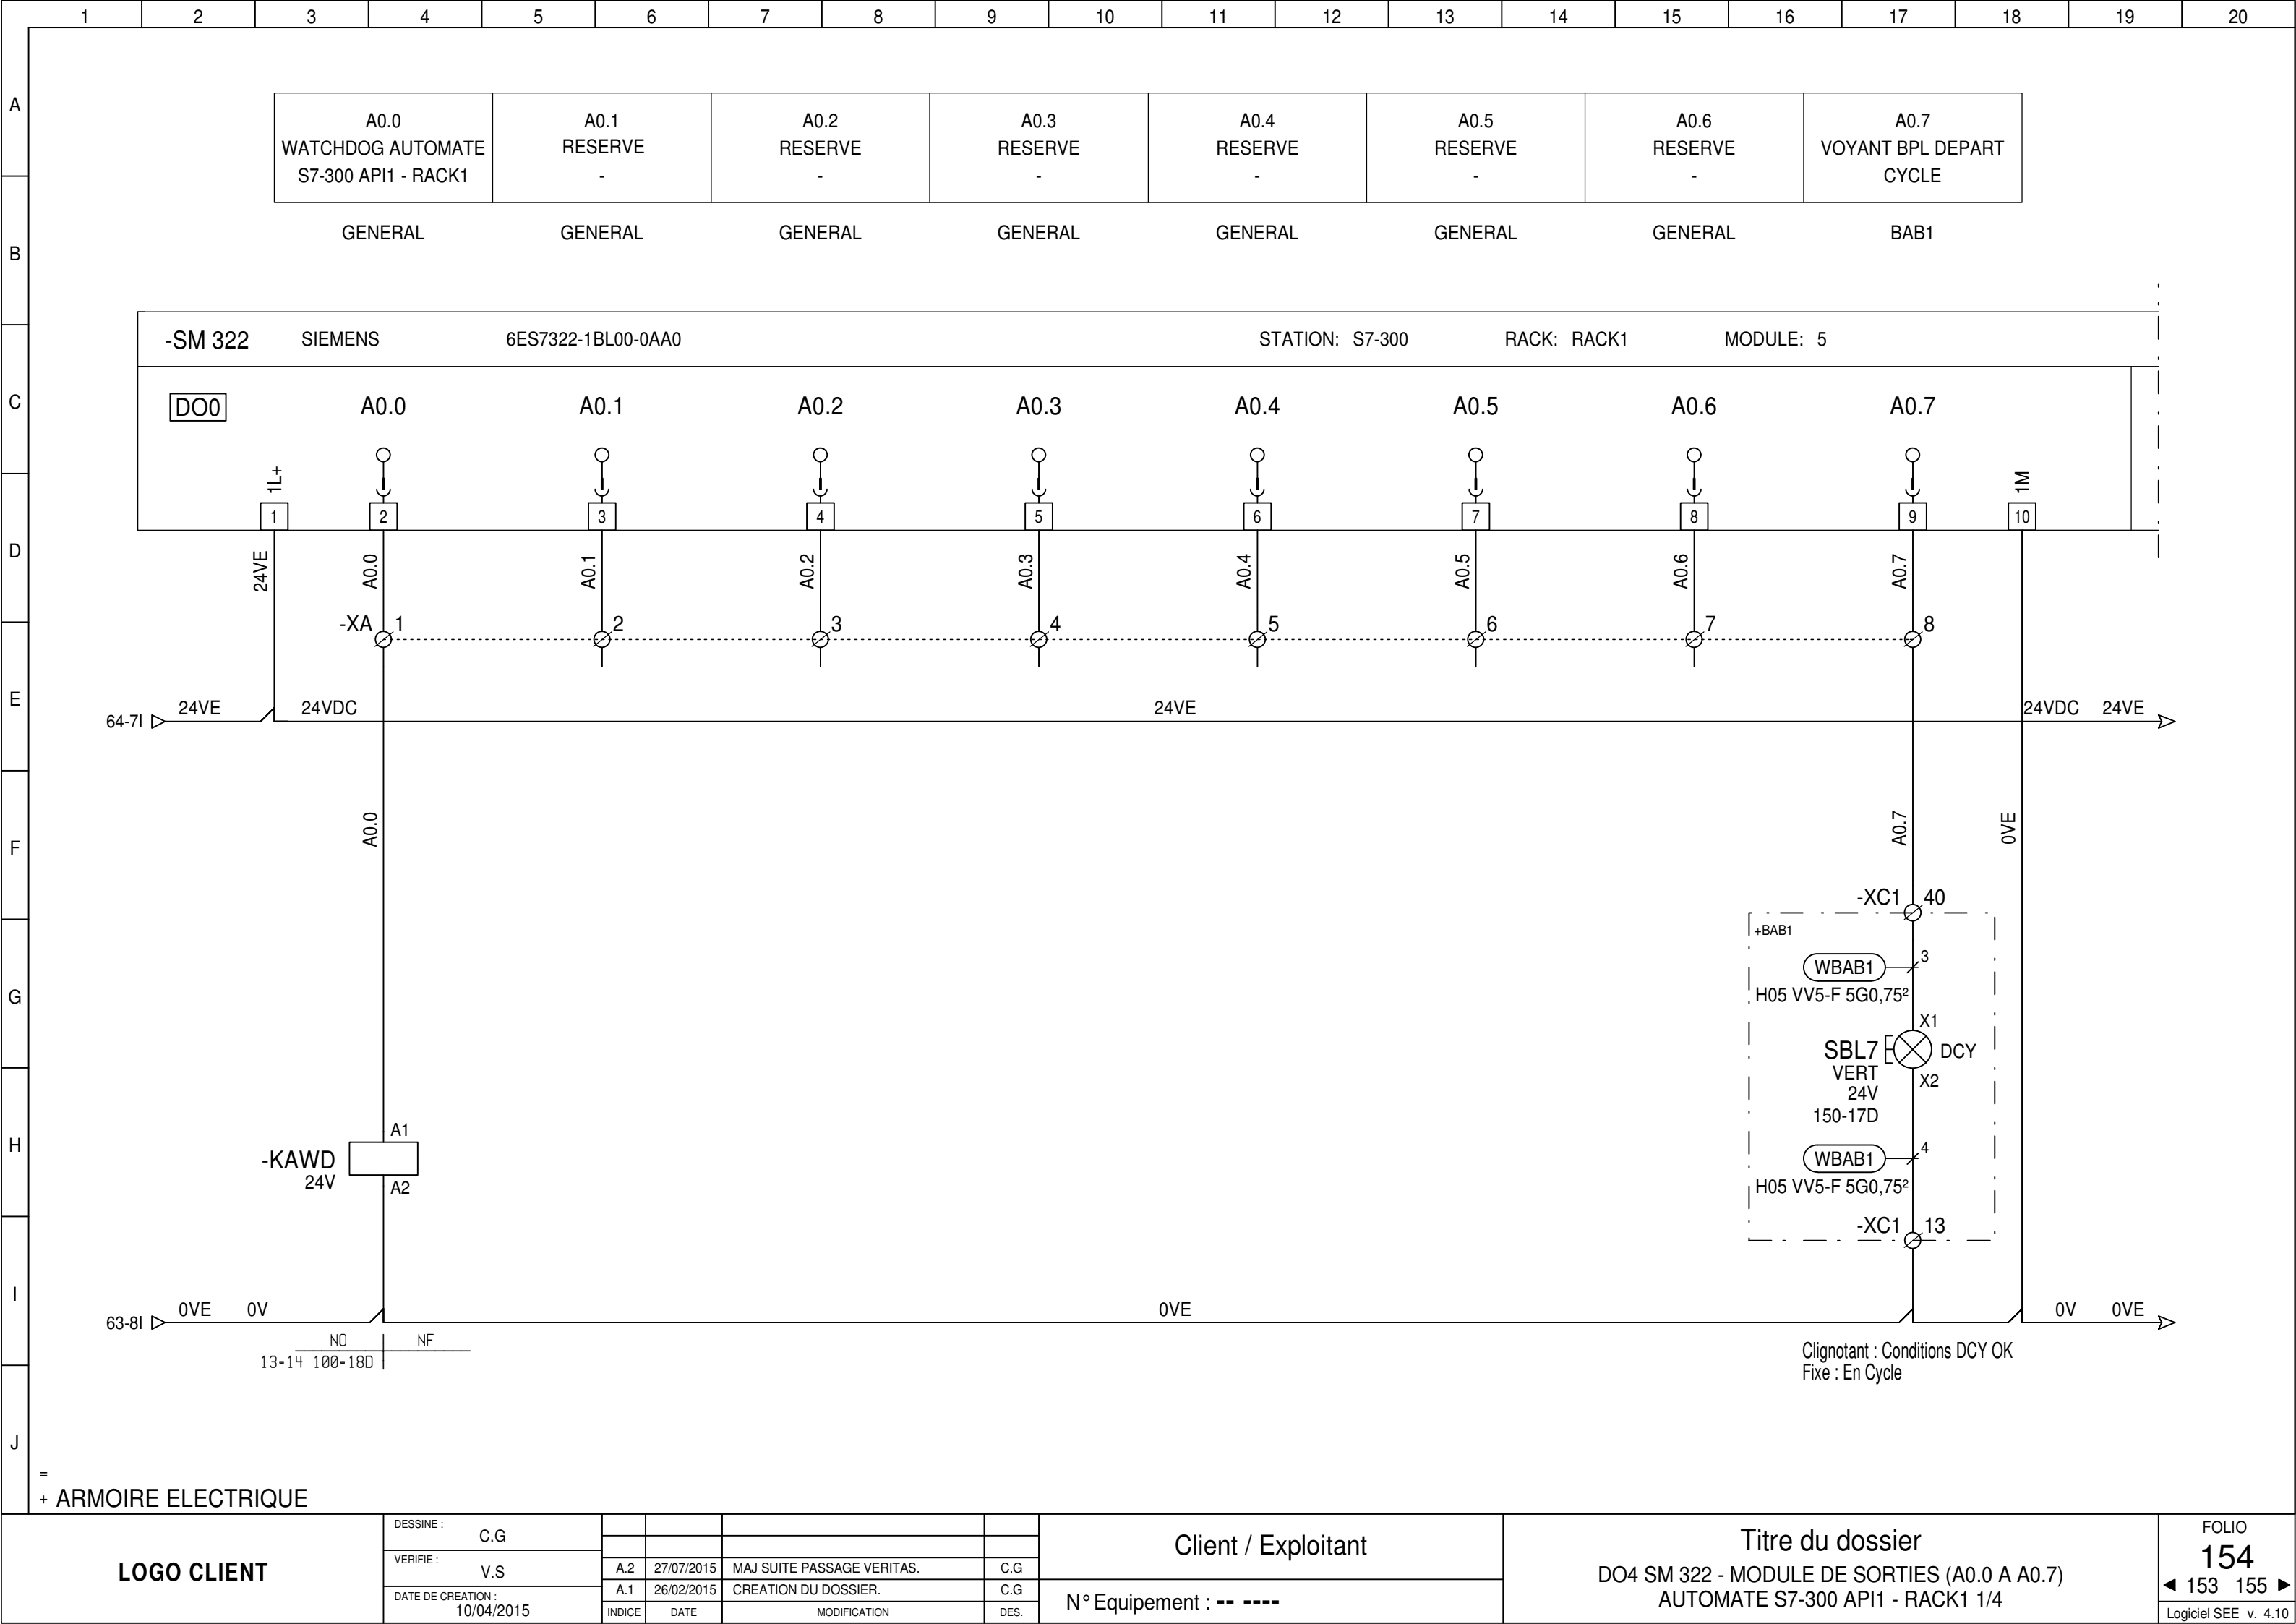 1 2 3 4 5 6 7 8 9 10 11 12 13 14 15 16 17 18 19 20
A
B
C
D
E
F
G
H
I
J
A0.0 A0.1 A0.2 A0.3 A0.4 A0.5 A0.6 A0.7
WATCHDOG AUTOMATE RESERVE RESERVE RESERVE RESERVE RESERVE RESERVE VOYANT BPL DEPART
S7-300 API1 - RACK1 - - - - - - CYCLE
GENERAL GENERAL GENERAL GENERAL GENERAL GENERAL GENERAL BAB1
-SM 322 SIEMENS 6ES7322-1BL00-0AA0 STATION: S7-300 RACK: RACK1 MODULE: 5
DO0 A0.0 A0.1 A0.2 A0.3 A0.4 A0.5 A0.6 A0.7
1L+ 1M
1 2 3 4 5 6 7 8 9 10
24VE A0.0 A0.1 A0.2 A0.3 A0.4 A0.5 A0.6 A0.7
-XA 1 2 3 4 5 6 7 8
64-7I 24VE 24VDC 24VE 24VDC 24VE
A0.0 A0.7 0VE
-XC1 40
+BAB1
WBAB1 3
H05 VV5-F 5G0,75²
X1
SBL7 DCY
VERT X2
24V
150-17D
WBAB1 4
H05 VV5-F 5G0,75²
-XC1 13
A1
-KAWD
24V A2
63-8I 0VE 0V 0VE 0V 0VE
NO NF
13-14 100-18D
Clignotant : Conditions DCY OK
Fixe : En Cycle
=
+ ARMOIRE ELECTRIQUE
LOGO CLIENT
DESSINE :
C.G
VERIFIE :
V.S
DATE DE CREATION :
10/04/2015
A.2 27/07/2015 MAJ SUITE PASSAGE VERITAS. C.G
A.1 26/02/2015 CREATION DU DOSSIER. C.G
INDICE DATE MODIFICATION DES.
Client / Exploitant
N° Equipement : -- ----
Titre du dossier
DO4 SM 322 - MODULE DE SORTIES (A0.0 A A0.7)
AUTOMATE S7-300 API1 - RACK1 1/4
FOLIO
154
153 155
Logiciel SEE v. 4.10